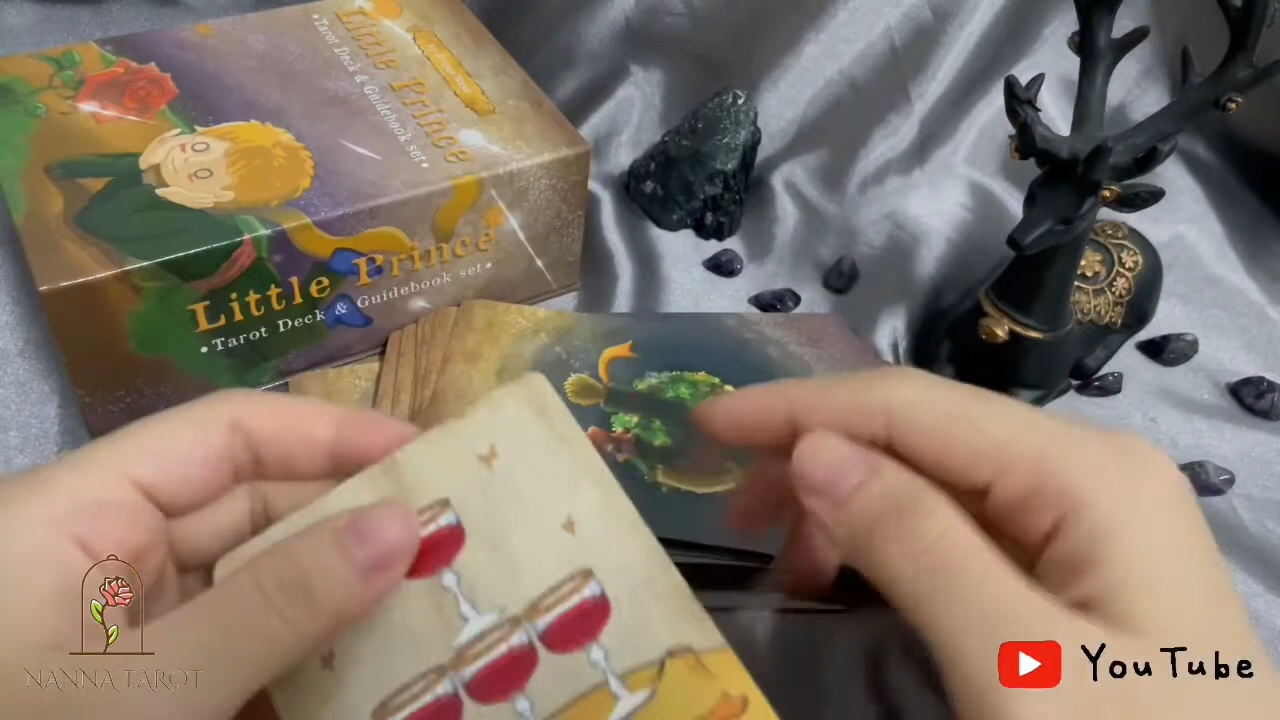 Little Prince
•Tarot Deck & Guidebook set•
Little Prince
•Tarot Deck & Guidebook set•
NANNA TAROT
YouTube